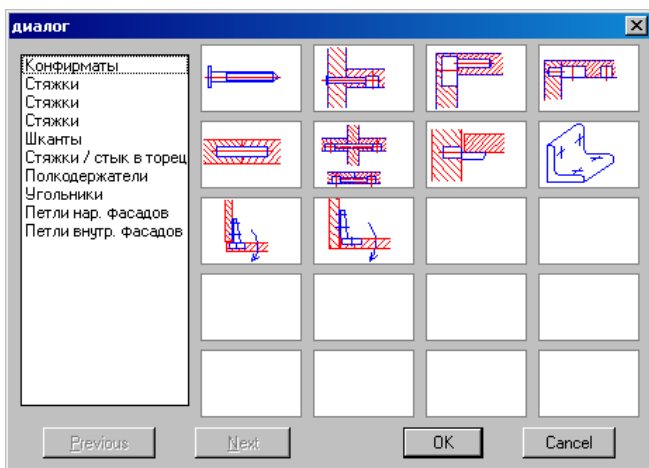 диалог
Конфирматы
Стяжки
Стяжки
Стяжки
Шканты
Стяжки / стык в торец
Полкодержатели
Угольники
Петли нар. фасадов
Петли внутр. фасадов
Previous
Next
OK
Cancel